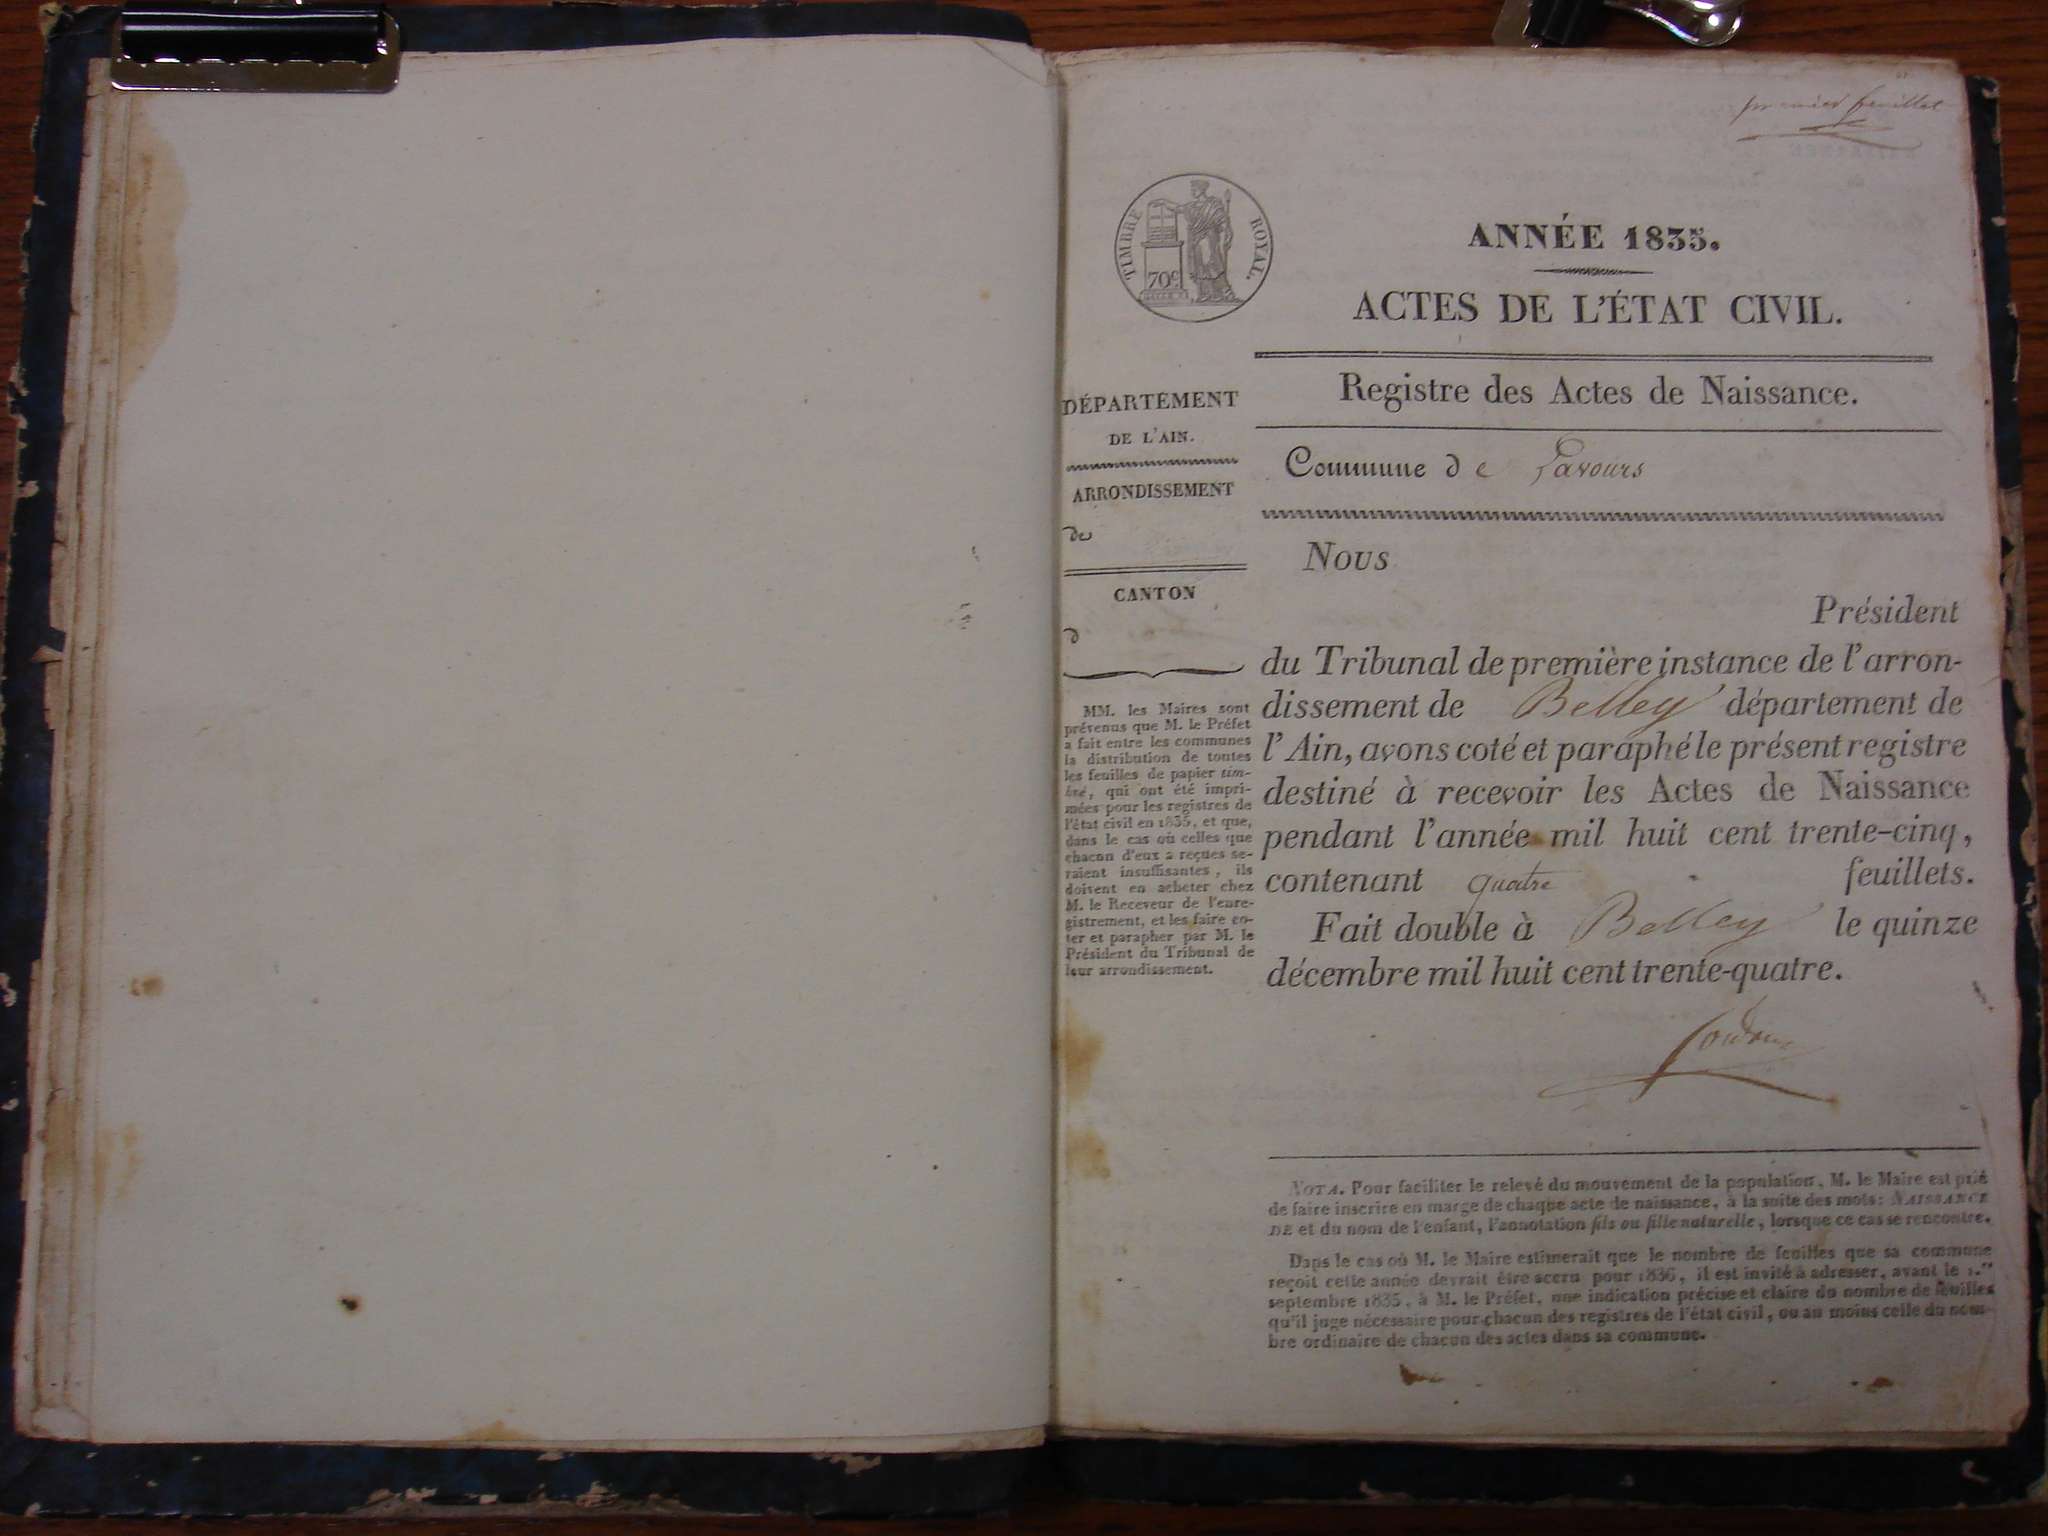 premier feuillet
TIMBRE ROYAL.
70c
ANNÉE 1835.
ACTES DE L'ÉTAT CIVIL.
Registre des Actes de Naissance.
Commune de Lavours
DÉPARTEMENT
DE L'AIN.
ARRONDISSEMENT
de
CANTON
d
MM. les Maires sont
prévenus que M. le Préfet
a fait entre les communes
la distribution de toutes
les feuilles de papier tim-
bré, qui ont été impri-
mées pour les registres de
l'état civil en 1835, et que,
dans le cas où celles que
chacun d'eux a reçues se-
raient insuffisantes, ils
doivent en acheter chez
M. le Receveur de l'enre-
gistrement, et les faire co-
ter et parapher par M. le
Président du Tribunal de
leur arrondissement.
Nous
Président
du Tribunal de première instance de l'arron-
dissement de Belley département de
l'Ain, avons coté et paraphé le présent registre
destiné à recevoir les Actes de Naissance
pendant l'année mil huit cent trente-cinq,
contenant quatre feuillets.
Fait double à Belley le quinze
décembre mil huit cent trente-quatre.
NOTA. Pour faciliter le relevé du mouvement de la population, M. le Maire est prié
de faire inscrire en marge de chaque acte de naissance, à la suite des mots: NAISSANCE
DE et du nom de l'enfant, l'annotation fils ou fille naturelle, lorsque ce cas se rencontre.
Dans le cas où M. le Maire estimerait que le nombre de feuilles que sa commune
reçoit cette année devrait être accru pour 1836, il est invité à adresser, avant le 1.er
septembre 1835, à M. le Préfet, une indication précise et claire du nombre de feuilles
qu'il juge nécessaire pour chacun des registres de l'état civil, ou au moins celle du nom-
bre ordinaire de chacun des actes dans sa commune.